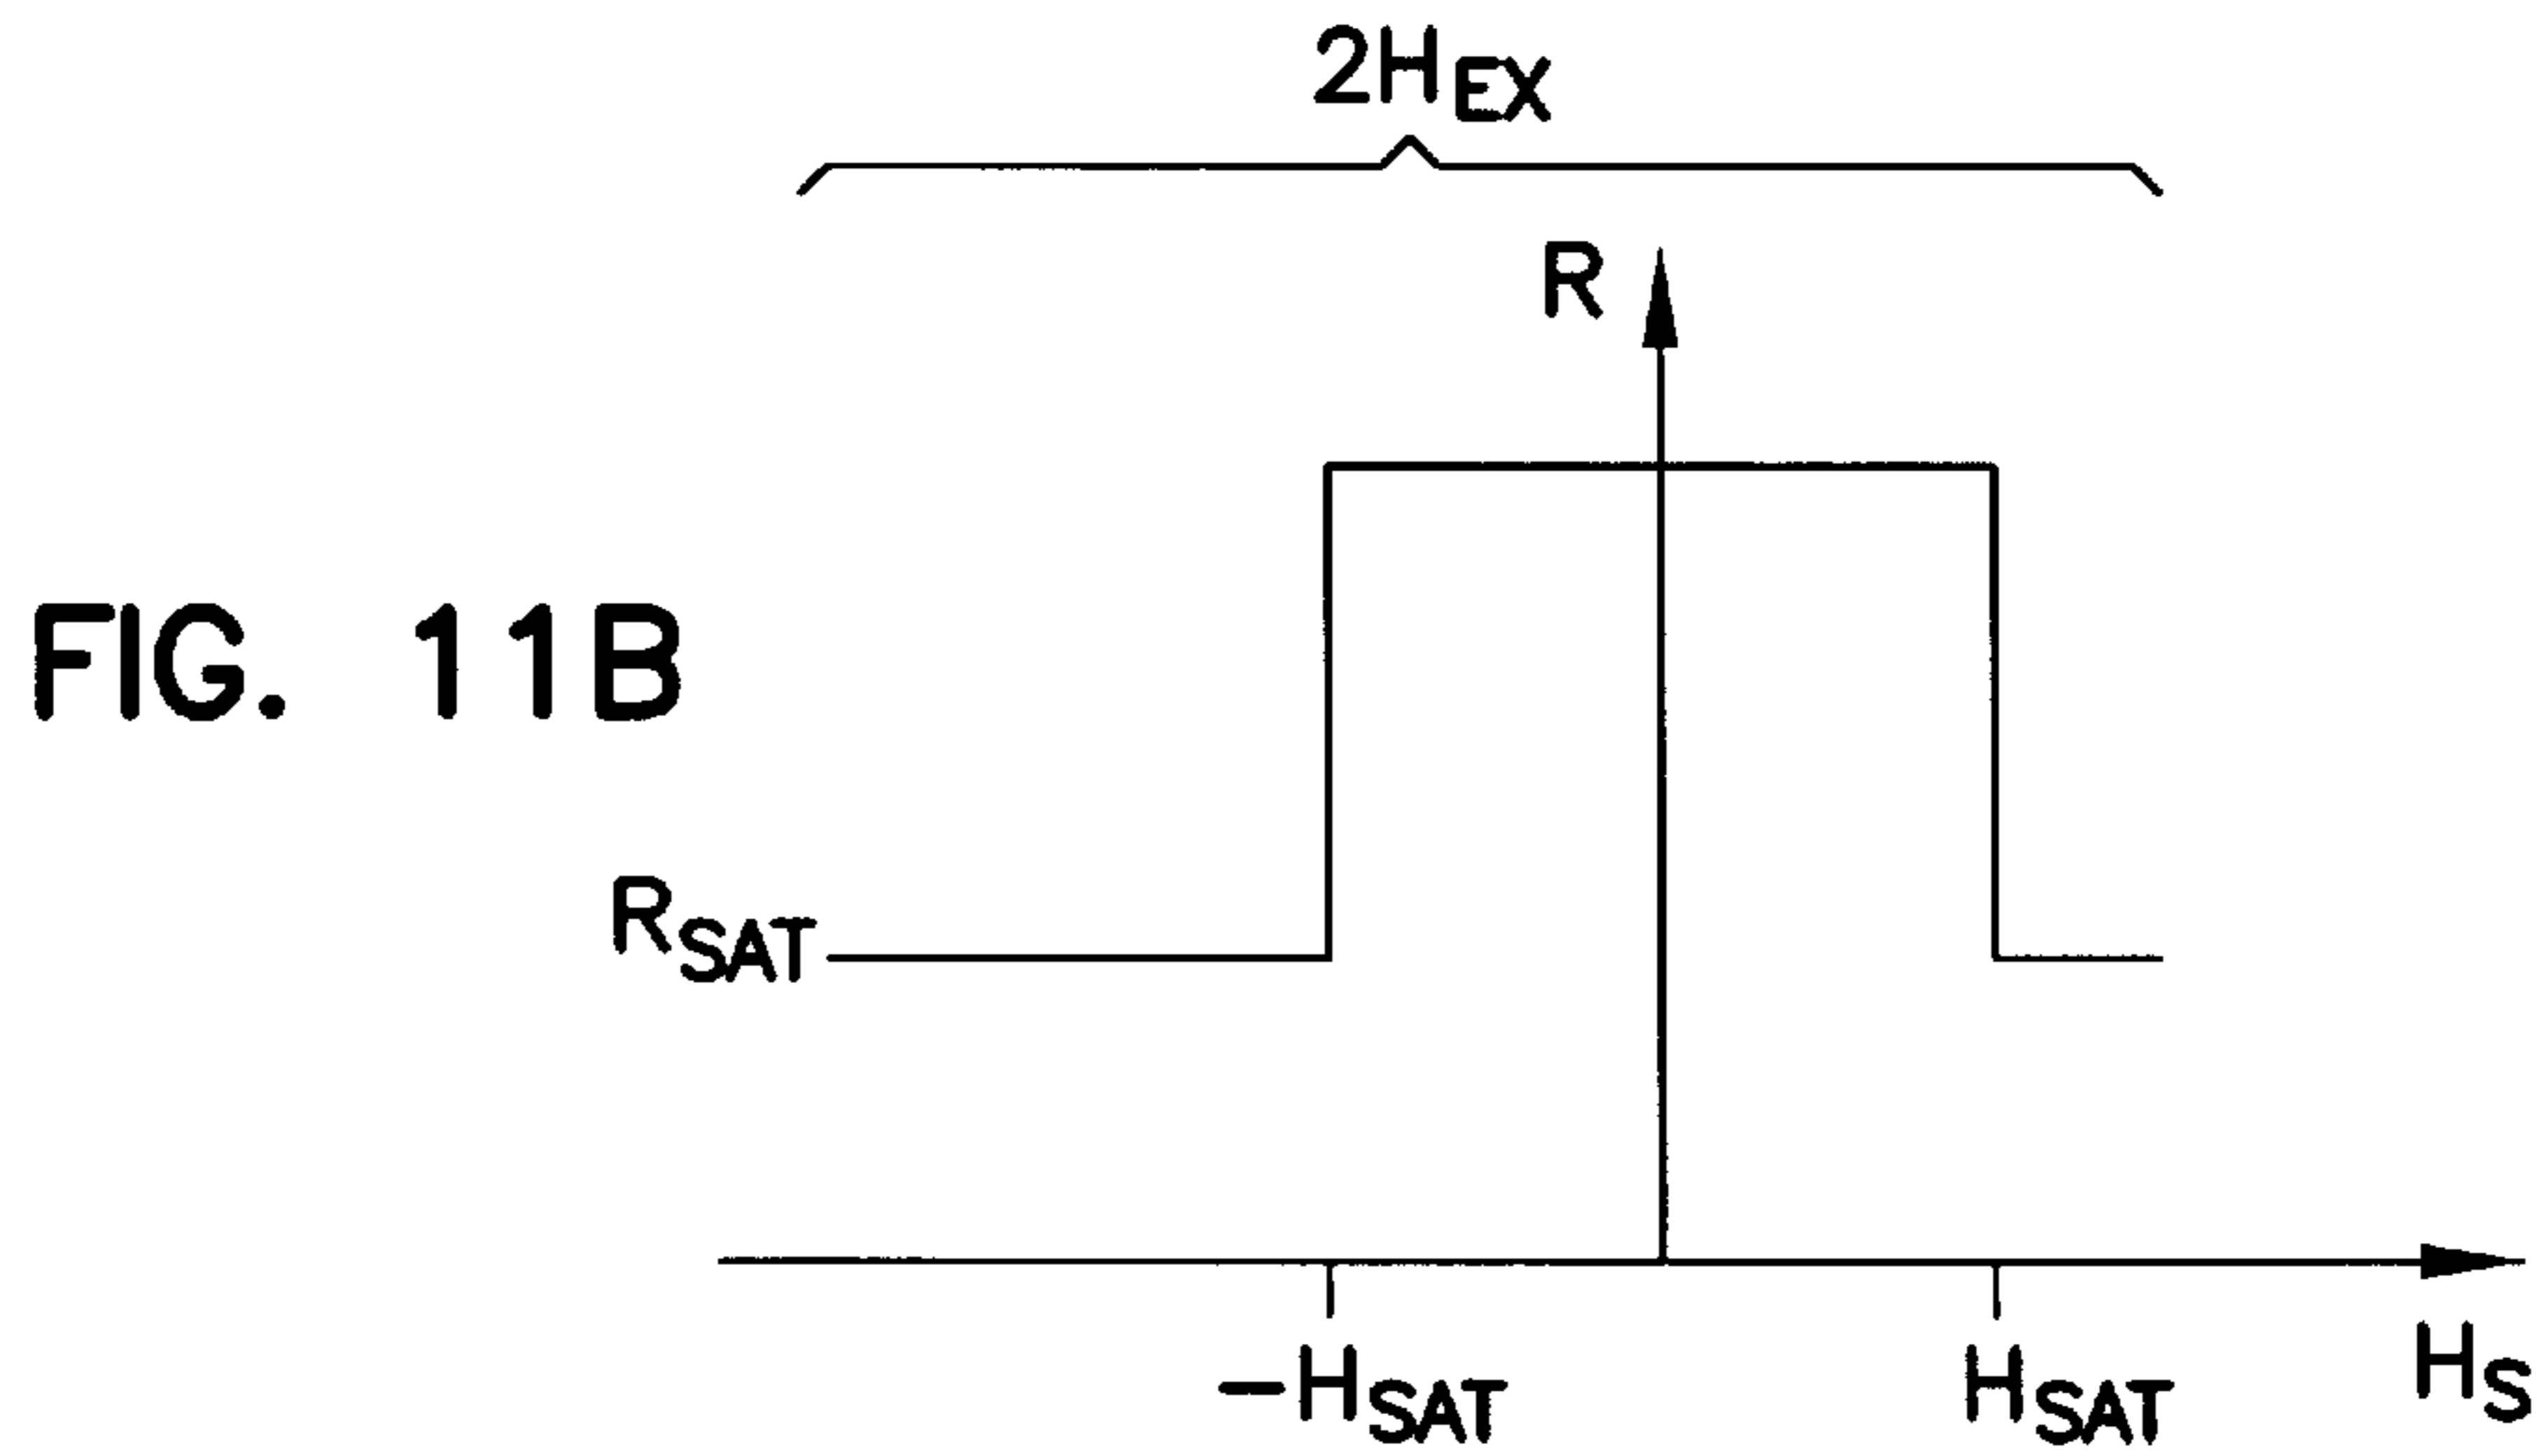 2HEX
R
FIG. 11B
RSAT
-HSAT
HSAT
HS